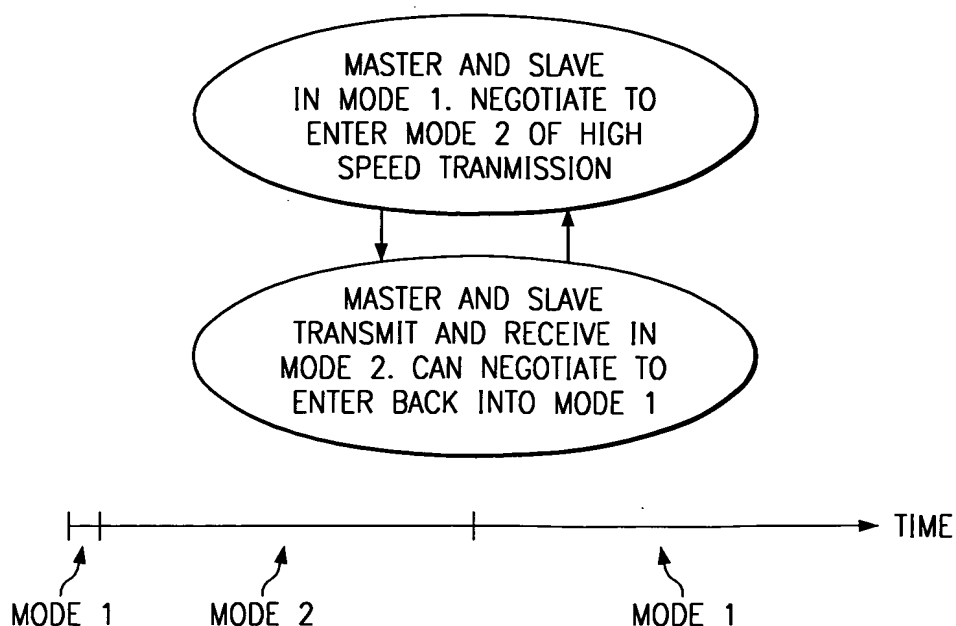 MASTER AND SLAVE
IN MODE 1. NEGOTIATE TO
ENTER MODE 2 OF HIGH
SPEED TRANMISSION
MASTER AND SLAVE
TRANSMIT AND RECEIVE IN
MODE 2. CAN NEGOTIATE TO
ENTER BACK INTO MODE 1
TIME
MODE 1
MODE 2
MODE 1